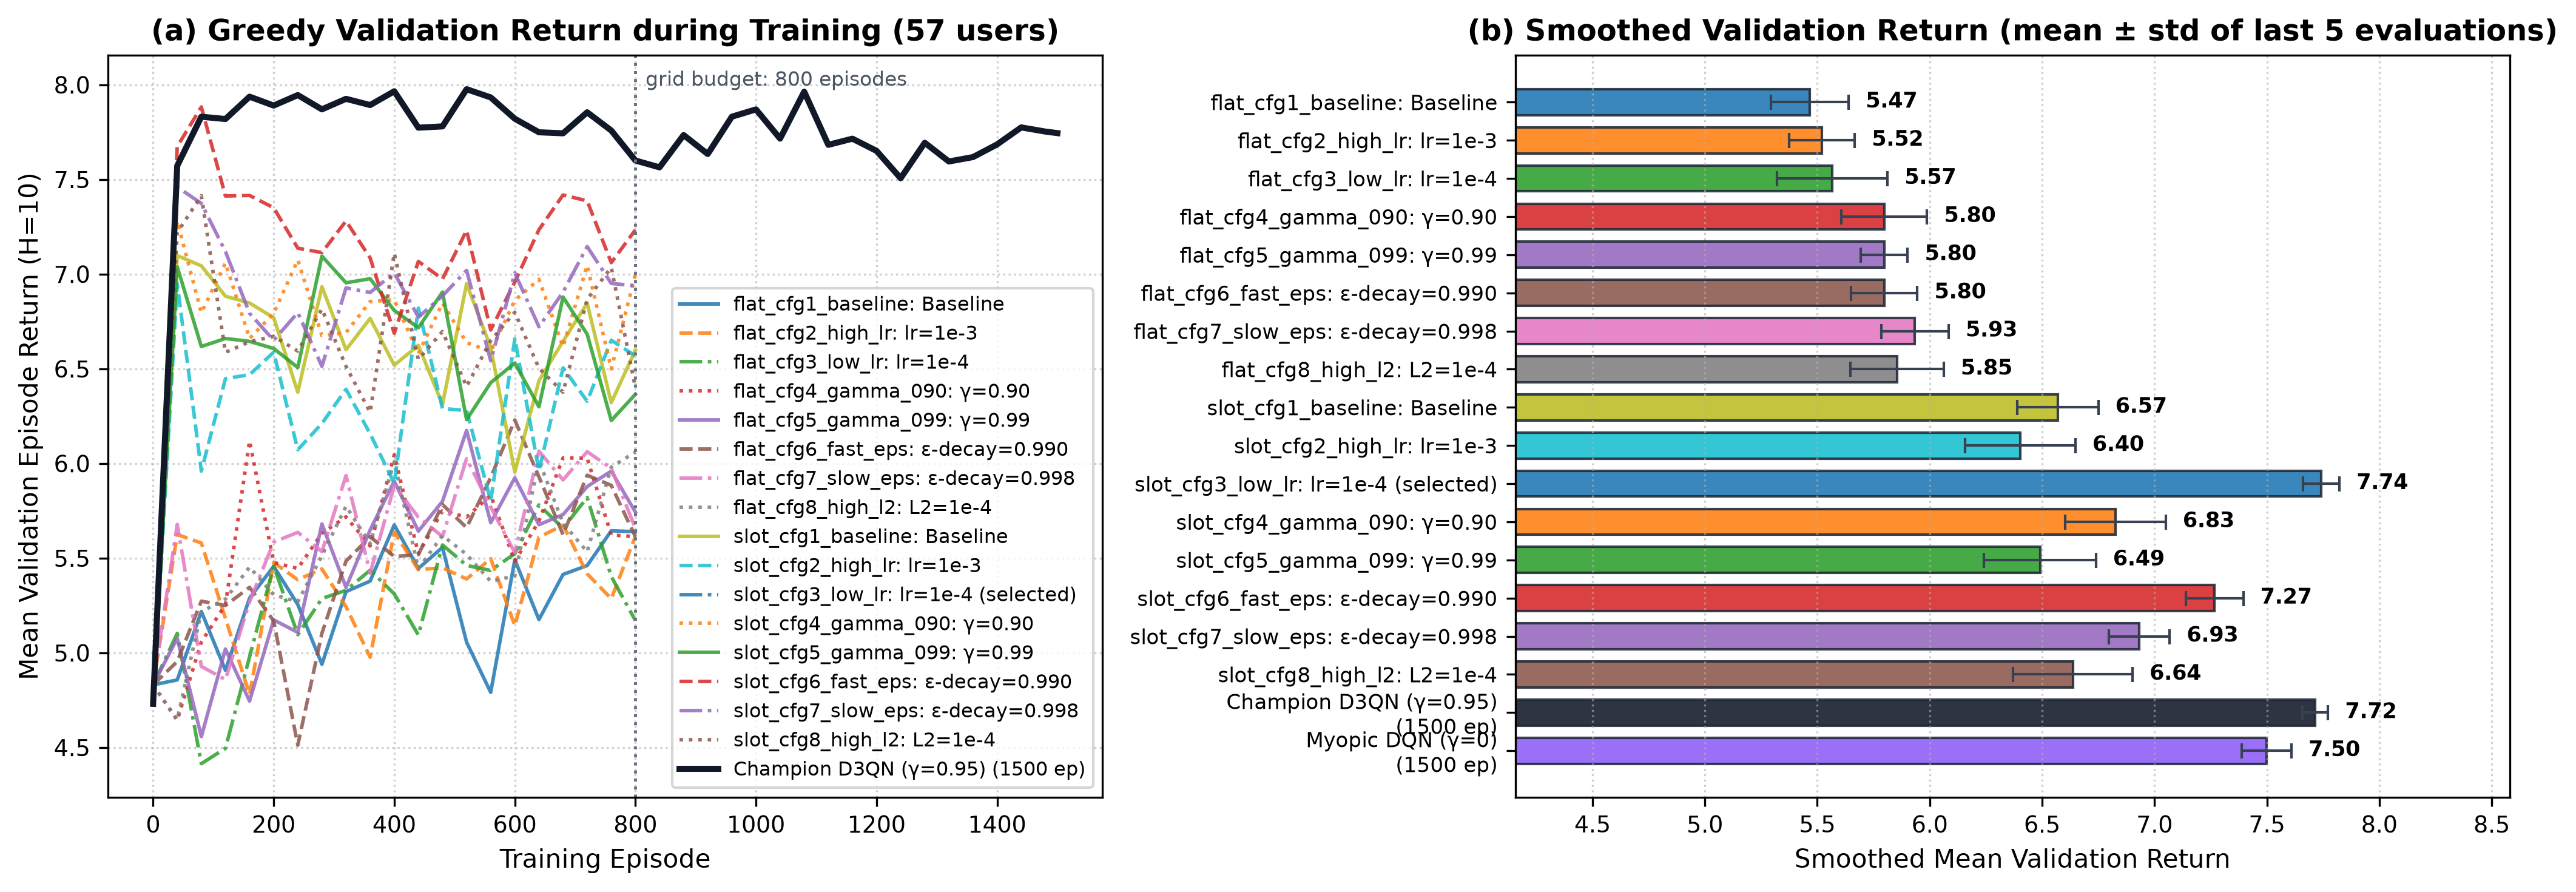 (a) Greedy Validation Return during Training (57 users)
Mean Validation Episode Return (H=10)
8.0
7.5
7.0
6.5
6.0
5.5
5.0
4.5
grid budget: 800 episodes
flat_cfg1_baseline: Baseline
flat_cfg2_high_lr: lr=1e-3
flat_cfg3_low_lr: lr=1e-4
flat_cfg4_gamma_090: γ=0.90
flat_cfg5_gamma_099: γ=0.99
flat_cfg6_fast_eps: ε-decay=0.990
flat_cfg7_slow_eps: ε-decay=0.998
flat_cfg8_high_l2: L2=1e-4
slot_cfg1_baseline: Baseline
slot_cfg2_high_lr: lr=1e-3
slot_cfg3_low_lr: lr=1e-4 (selected)
slot_cfg4_gamma_090: γ=0.90
slot_cfg5_gamma_099: γ=0.99
slot_cfg6_fast_eps: ε-decay=0.990
slot_cfg7_slow_eps: ε-decay=0.998
slot_cfg8_high_l2: L2=1e-4
Champion D3QN (γ=0.95) (1500 ep)
0 200 400 600 800 1000 1200 1400
Training Episode
(b) Smoothed Validation Return (mean ± std of last 5 evaluations)
flat_cfg1_baseline: Baseline 5.47
flat_cfg2_high_lr: lr=1e-3 5.52
flat_cfg3_low_lr: lr=1e-4 5.57
flat_cfg4_gamma_090: γ=0.90 5.80
flat_cfg5_gamma_099: γ=0.99 5.80
flat_cfg6_fast_eps: ε-decay=0.990 5.80
flat_cfg7_slow_eps: ε-decay=0.998 5.93
flat_cfg8_high_l2: L2=1e-4 5.85
slot_cfg1_baseline: Baseline 6.57
slot_cfg2_high_lr: lr=1e-3 6.40
slot_cfg3_low_lr: lr=1e-4 (selected) 7.74
slot_cfg4_gamma_090: γ=0.90 6.83
slot_cfg5_gamma_099: γ=0.99 6.49
slot_cfg6_fast_eps: ε-decay=0.990 7.27
slot_cfg7_slow_eps: ε-decay=0.998 6.93
slot_cfg8_high_l2: L2=1e-4 6.64
Champion D3QN (γ=0.95)
(1500 ep) 7.72
Myopic DQN (γ=0)
(1500 ep) 7.50
4.5 5.0 5.5 6.0 6.5 7.0 7.5 8.0 8.5
Smoothed Mean Validation Return